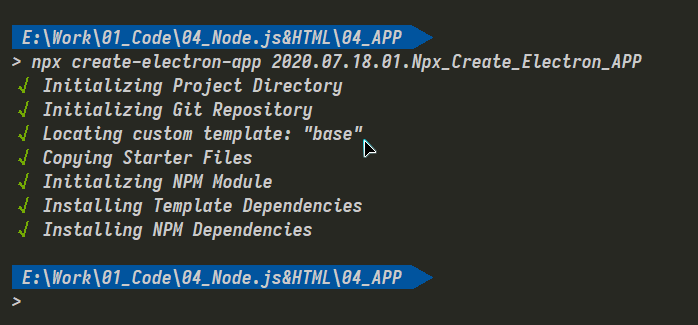 E:\Work\01_Code\04_Node.js&HTML\04_APP
> npx create-electron-app 2020.07.18.01.Npx_Create_Electron_APP
√ Initializing Project Directory
√ Initializing Git Repository
√ Locating custom template: "base"
√ Copying Starter Files
√ Initializing NPM Module
√ Installing Template Dependencies
√ Installing NPM Dependencies
E:\Work\01_Code\04_Node.js&HTML\04_APP
>